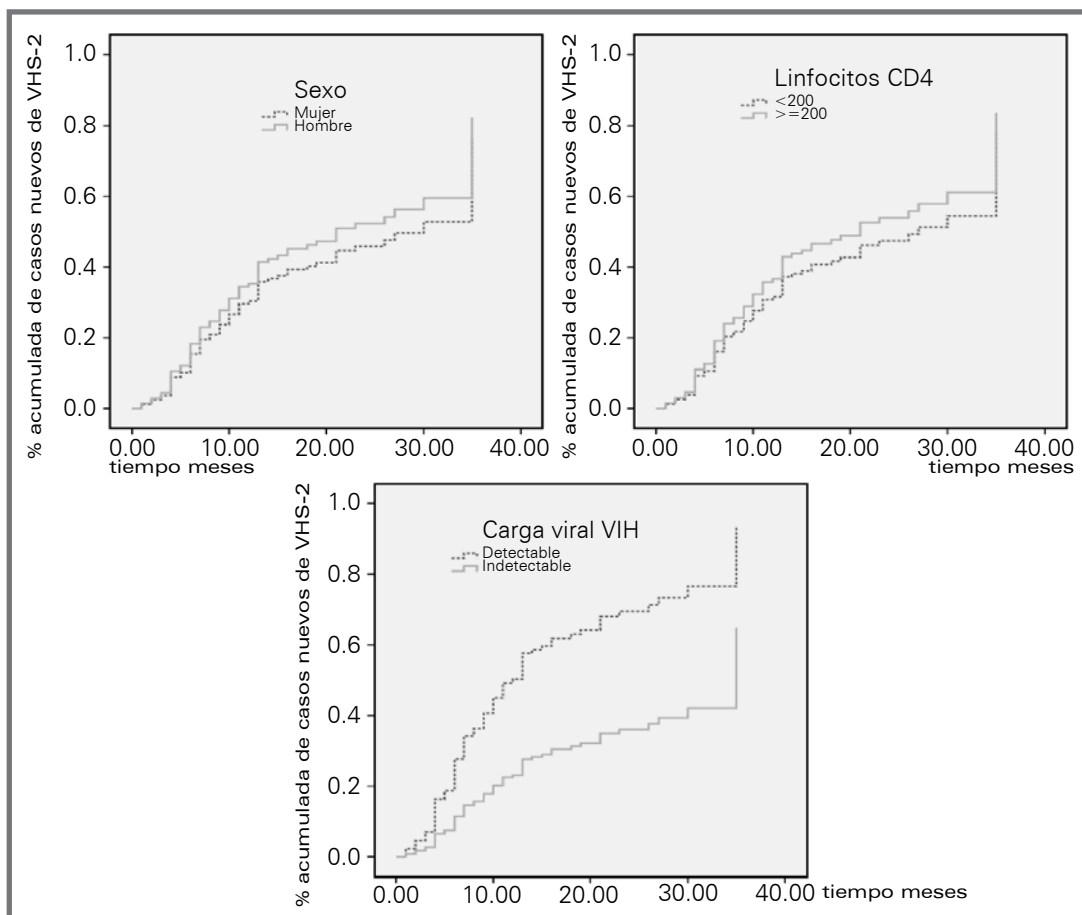 % acumulada de casos nuevos de VHS-2
1.0
0.8
0.6
0.4
0.2
0.0
Sexo
Mujer
Hombre
0.00 10.00 20.00 30.00 40.00
tiempo meses
% acumulada de casos nuevos de VHS-2
1.0
0.8
0.6
0.4
0.2
0.0
Linfocitos CD4
<200
>=200
0.00 10.00 20.00 30.00 40.00
tiempo meses
% acumulada de casos nuevos de VHS-2
1.0
0.8
0.6
0.4
0.2
0.0
Carga viral VIH
Detectable
Indetectable
0.00 10.00 20.00 30.00 40.00 tiempo meses